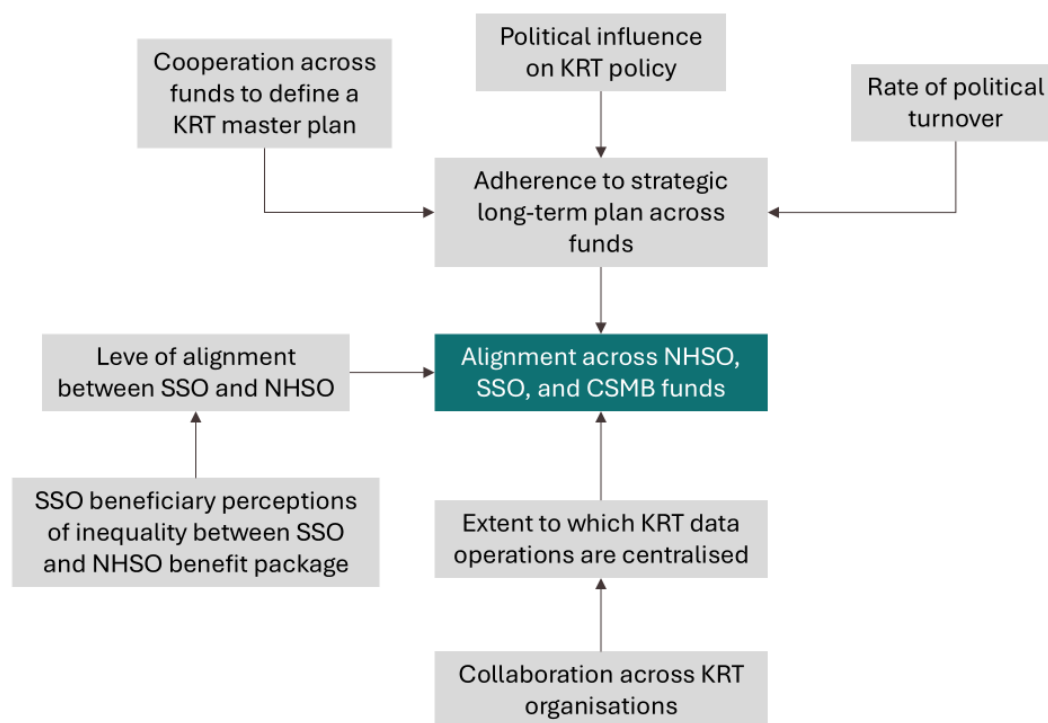 Political influence
on KRT policy
Cooperation across
funds to define a
KRT master plan
Rate of political
turnover
Adherence to strategic
long-term plan across
funds
Leve of alignment
between SSO and NHSO
Alignment across NHSO,
SSO, and CSMB funds
SSO beneficiary perceptions
of inequality between SSO
and NHSO benefit package
Extent to which KRT data
operations are centralised
Collaboration across KRT
organisations